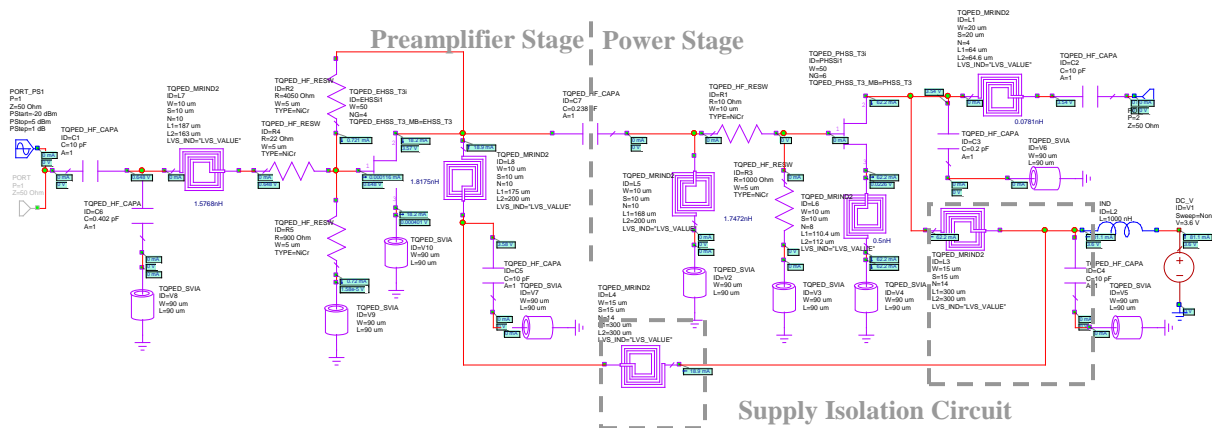 Preamplifier Stage
Power Stage
PORT_PS1
P=1
Z=50 Ohm
PStart=-20 dBm
PStop=5 dBm
PStep=1 dB
PORT
P=1
Z=50 Ohm
TQPED_HF_CAPA
ID=C1
C=10 pF
A=1
TQPED_HF_CAPA
ID=C6
C=0.402 pF
A=1
TQPED_SVIA
ID=V8
W=90 um
L=90 um
TQPED_MRIND2
ID=L7
W=10 um
S=10 um
N=10
L1=187 um
L2=163 um
LVS_IND="LVS_VALUE"
1.5768nH
TQPED_HF_RESW
ID=R4
R=22 Ohm
W=5 um
TYPE=NiCr
TQPED_HF_RESW
ID=R2
R=4050 Ohm
W=5 um
TYPE=NiCr
TQPED_HF_RESW
ID=R5
R=900 Ohm
W=5 um
TYPE=NiCr
TQPED_SVIA
ID=V9
W=90 um
L=90 um
TQPED_EHSS_T3i
ID=EHSSi1
W=50
NG=4
TQPED_EHSS_T3_MB=EHSS_T3
TQPED_SVIA
ID=V10
W=90 um
L=90 um
TQPED_MRIND2
ID=L8
W=10 um
S=10 um
N=10
L1=175 um
L2=200 um
LVS_IND="LVS_VALUE"
1.8175nH
TQPED_HF_CAPA
ID=C5
C=10 pF
A=1
TQPED_SVIA
ID=V7
W=90 um
L=90 um
TQPED_HF_CAPA
ID=C7
C=0.238 pF
A=1
TQPED_MRIND2
ID=L4
W=15 um
S=15 um
N=14
L1=300 um
L2=300 um
LVS_IND="LVS_VALUE"
18.9 mA
TQPED_MRIND2
ID=L5
W=10 um
S=10 um
N=10
L1=168 um
L2=200 um
LVS_IND="LVS_VALUE"
1.7472nH
TQPED_SVIA
ID=V2
W=90 um
L=90 um
TQPED_HF_RESW
ID=R1
R=10 Ohm
W=10 um
TYPE=NiCr
TQPED_HF_RESW
ID=R3
R=1000 Ohm
W=5 um
TYPE=NiCr
TQPED_SVIA
ID=V3
W=90 um
L=90 um
TQPED_PHSS_T3i
ID=PHSSi1
W=50
NG=6
TQPED_PHSS_T3_MB=PHSS_T3
TQPED_MRIND2
ID=L6
W=10 um
S=10 um
N=8
L1=110.4 um
L2=112 um
LVS_IND="LVS_VALUE"
0.5nH
TQPED_SVIA
ID=V4
W=90 um
L=90 um
TQPED_MRIND2
ID=L1
W=20 um
S=20 um
N=4
L1=64 um
L2=64.6 um
LVS_IND="LVS_VALUE"
0.0781nH
TQPED_HF_CAPA
ID=C2
C=10 pF
A=1
P=2
Z=50 Ohm
TQPED_HF_CAPA
ID=C3
C=0.2 pF
A=1
TQPED_SVIA
ID=V6
W=90 um
L=90 um
TQPED_MRIND2
ID=L3
W=15 um
S=15 um
N=14
L1=300 um
L2=300 um
LVS_IND="LVS_VALUE"
IND
ID=L2
L=1000 nH
DC_V
ID=V1
Sweep=Non
V=3.6 V
TQPED_HF_CAPA
ID=C4
C=10 pF
A=1
TQPED_SVIA
ID=V5
W=90 um
L=90 um
Supply Isolation Circuit